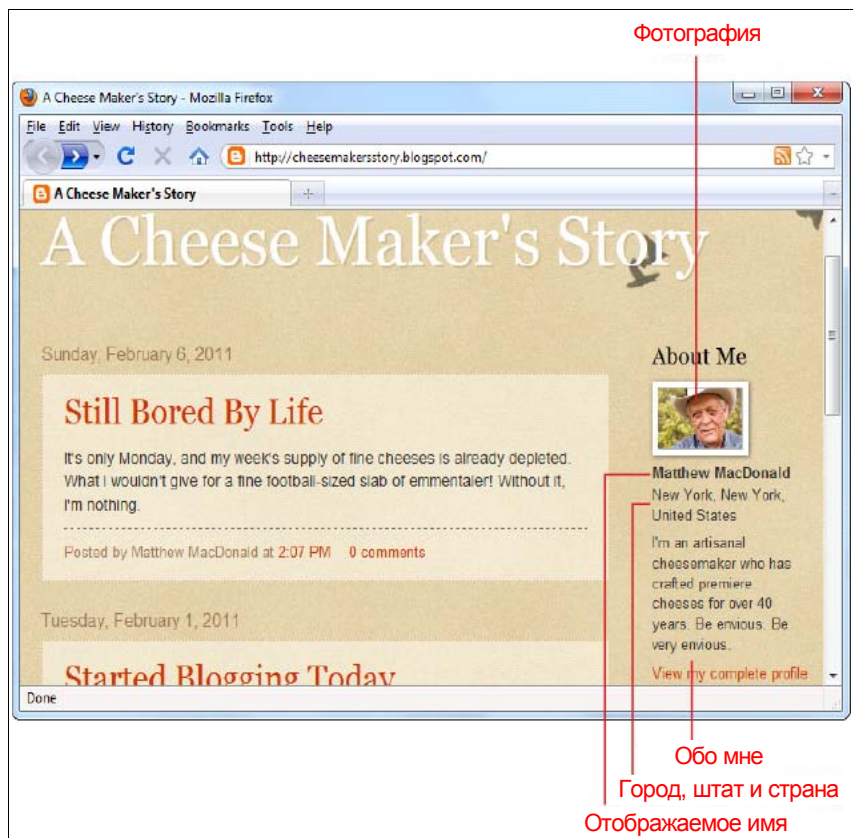 Фотография
A Cheese Maker's Story - Mozilla Firefox
File Edit View History Bookmarks Tools Help
http://cheesemakersstory.blogspot.com/
A Cheese Maker's Story
A Cheese Maker's Story
Sunday, February 6, 2011
Still Bored By Life
It's only Monday, and my week's supply of fine cheeses is already depleted.
What I wouldn't give for a fine football-sized slab of emmentaler! Without it,
I'm nothing.
Posted by Matthew MacDonald at 2:07 PM 0 comments
Tuesday, February 1, 2011
Started Blogging Today
About Me
Matthew MacDonald
New York, New York,
United States
I'm an artisanal
cheesemaker who has
crafted premiere
cheeses for over 40
years. Be envious. Be
very envious.
View my complete profile
Done
Обо мне
Город, штат и страна
Отображаемое имя